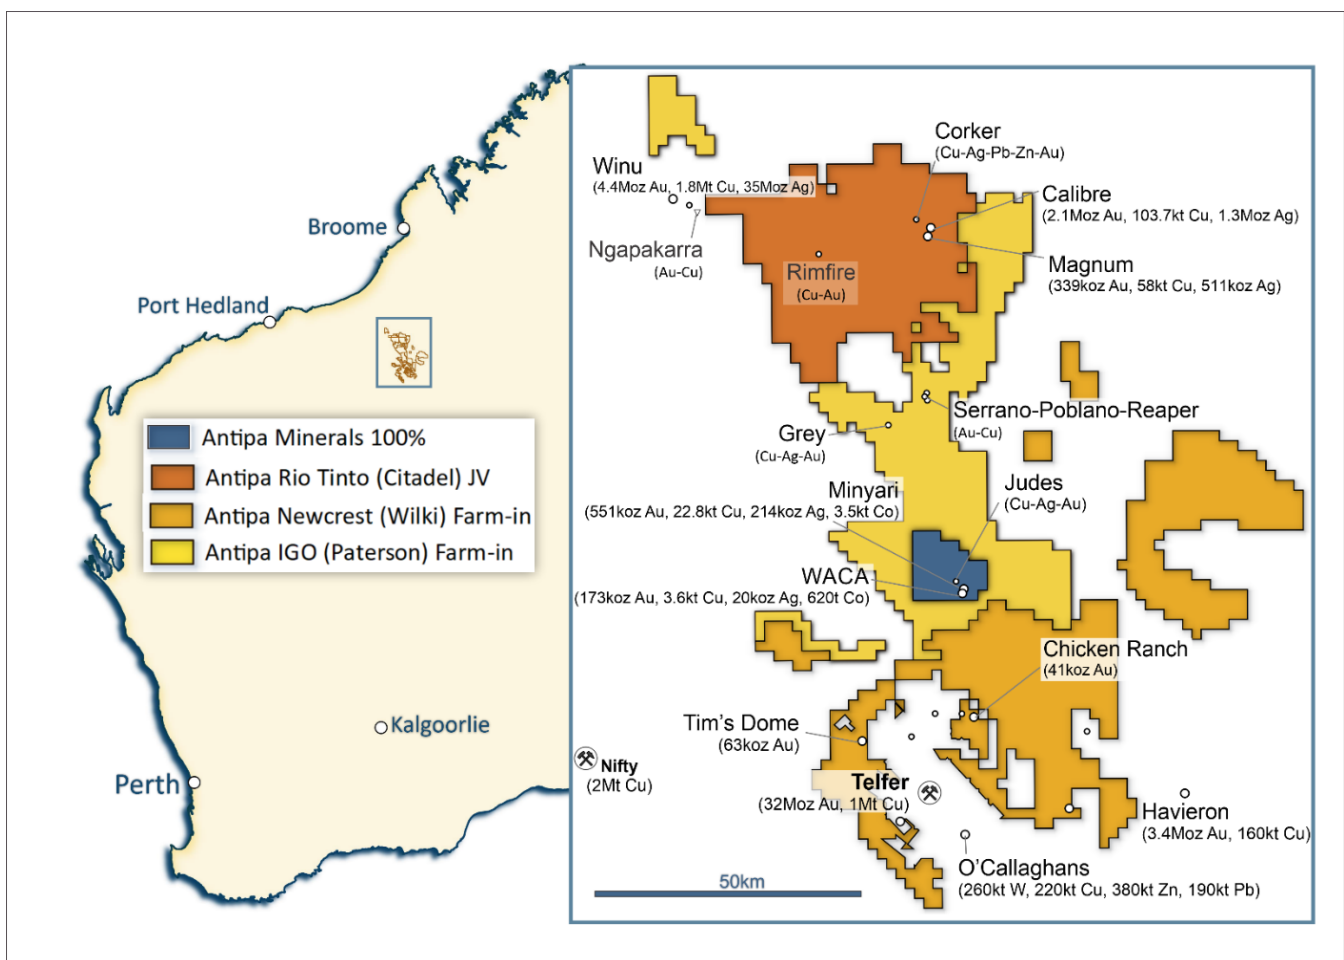 Corker
(Cu-Ag-Pb-Zn-Au)
Winu
(4.4Moz Au, 1.8Mt Cu, 35Moz Ag)
Calibre
(2.1Moz Au, 103.7kt Cu, 1.3Moz Ag)
Broome
Ngapakarra
(Au-Cu)
Rimfire
(Cu-Au)
Magnum
(339koz Au, 58kt Cu, 511koz Ag)
Port Hedland
Antipa Minerals 100%
Antipa Rio Tinto (Citadel) JV
Antipa Newcrest (Wilki) Farm-in
Antipa IGO (Paterson) Farm-in
Serrano-Poblano-Reaper
(Au-Cu)
Grey
(Cu-Ag-Au)
Judes
(Cu-Ag-Au)
Minyari
(551koz Au, 22.8kt Cu, 214koz Ag, 3.5kt Co)
WACA
(173koz Au, 3.6kt Cu, 20koz Ag, 620t Co)
Chicken Ranch
(41koz Au)
Kalgoorlie
Tim's Dome
(63koz Au)
Perth
Nifty
(2Mt Cu)
Telfer
(32Moz Au, 1Mt Cu)
Havieron
(3.4Moz Au, 160kt Cu)
O'Callaghans
(260kt W, 220kt Cu, 380kt Zn, 190kt Pb)
50km